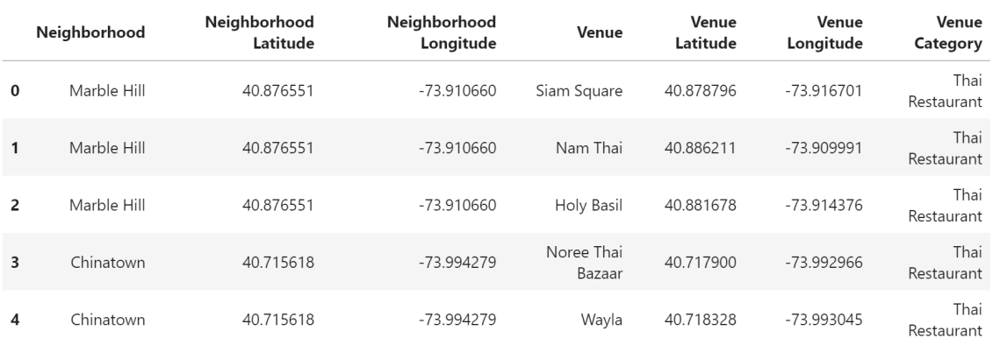 Neighborhood Neighborhood Latitude Neighborhood Longitude Venue Venue Latitude Venue Longitude Venue Category
0 Marble Hill 40.876551 -73.910660 Siam Square 40.878796 -73.916701 Thai Restaurant
1 Marble Hill 40.876551 -73.910660 Nam Thai 40.886211 -73.909991 Thai Restaurant
2 Marble Hill 40.876551 -73.910660 Holy Basil 40.881678 -73.914376 Thai Restaurant
3 Chinatown 40.715618 -73.994279 Noree Thai Bazaar 40.717900 -73.992966 Thai Restaurant
4 Chinatown 40.715618 -73.994279 Wayla 40.718328 -73.993045 Thai Restaurant